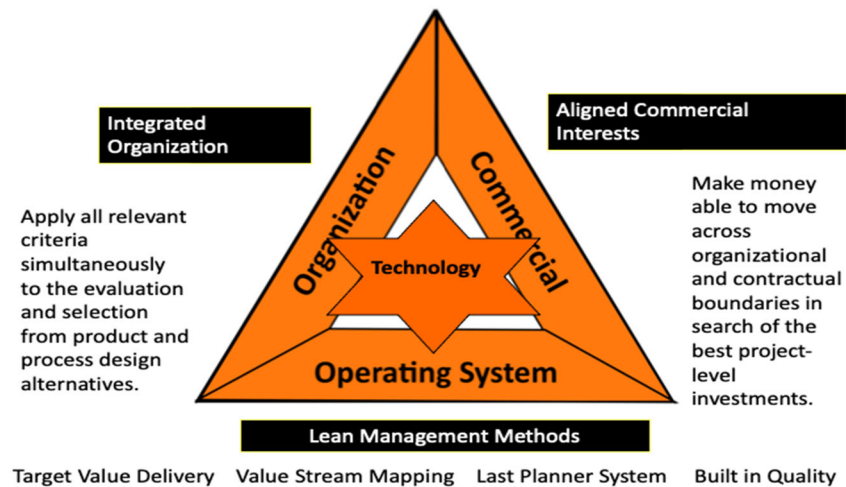 Integrated
Organization
Aligned Commercial
Interests
Organization
Commercial
Apply all relevant
criteria
simultaneously
to the evaluation
and selection
from product and
process design
alternatives.
Technology
Make money
able to move
across
organizational
and contractual
boundaries in
search of the
best project-
level
investments.
Operating System
Lean Management Methods
Target Value Delivery Value Stream Mapping Last Planner System Built in Quality